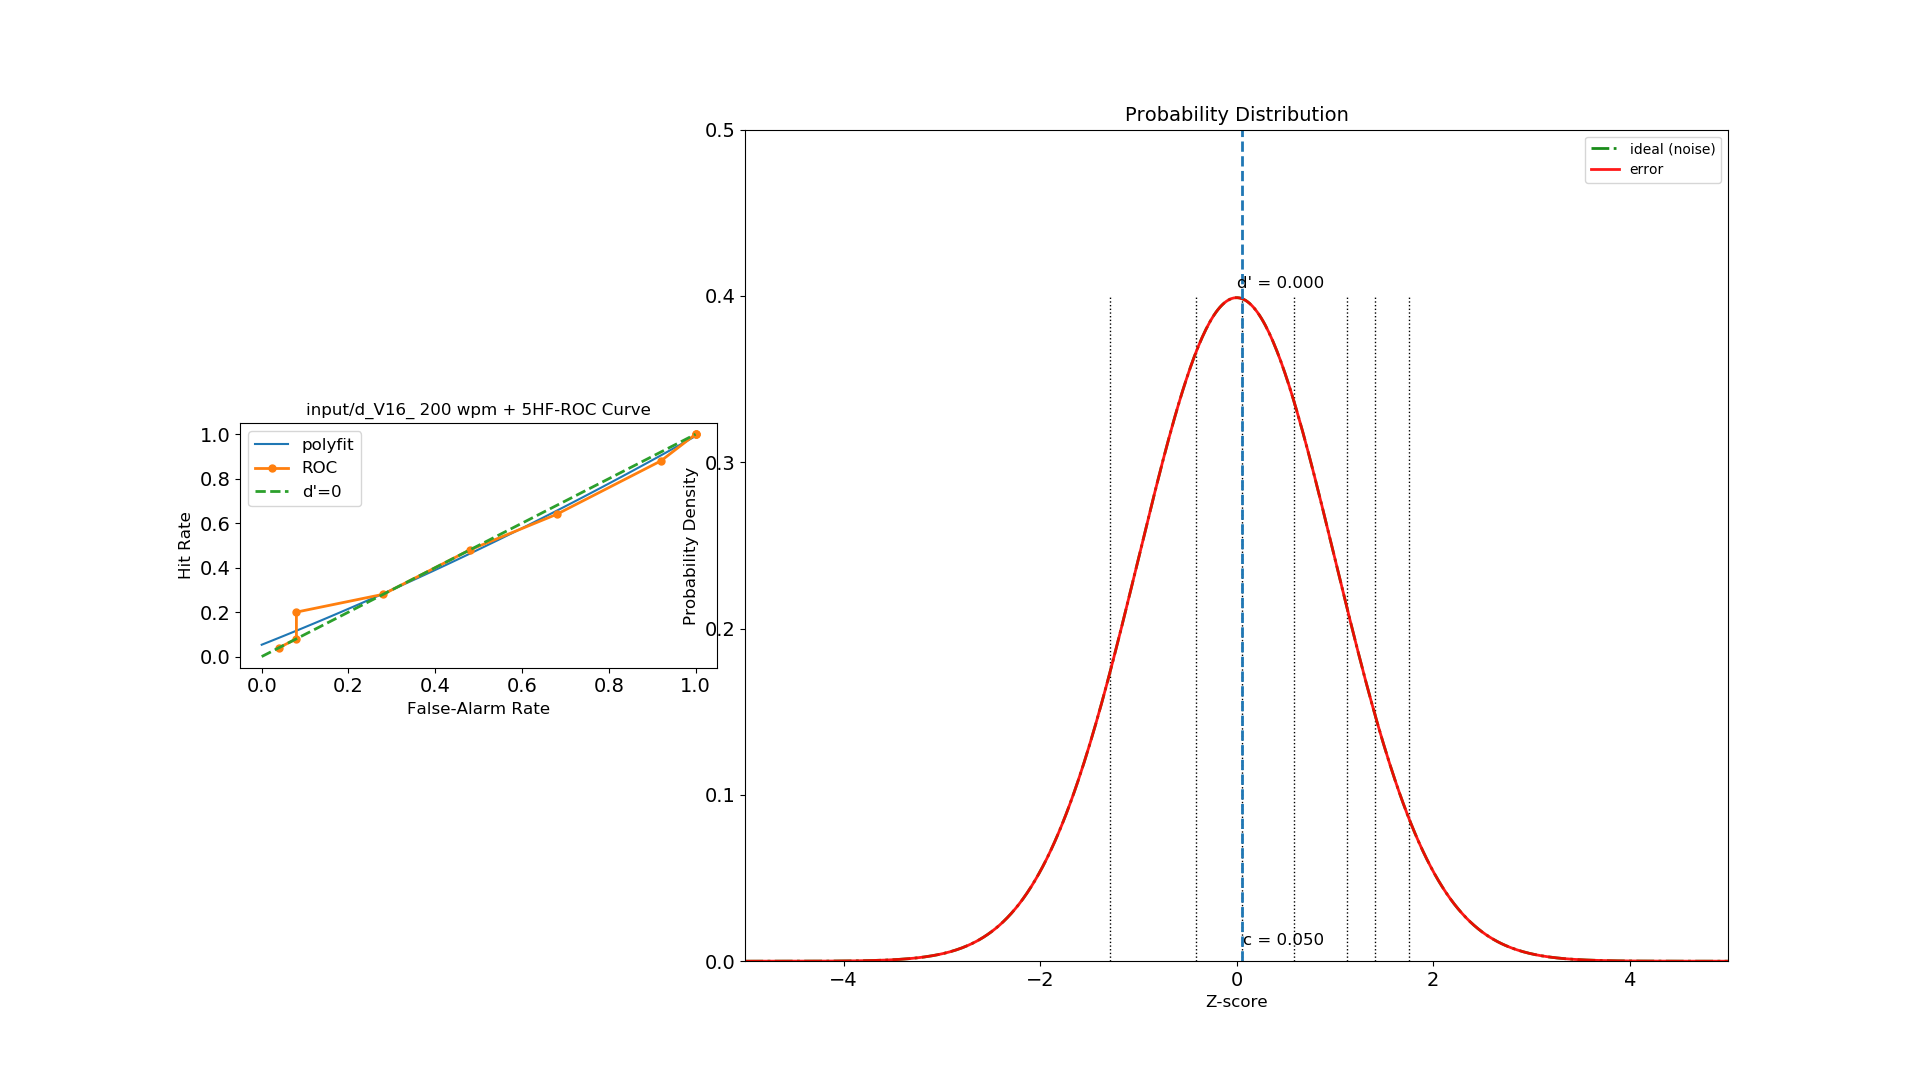 input/d_V16_ 200 wpm + 5HF-ROC Curve
polyfit
ROC
d'=0
1.0
0.8
0.6
0.4
0.2
0.0
Hit Rate
0.0 0.2 0.4 0.6 0.8 1.0
False-Alarm Rate
Probability Distribution
ideal (noise)
error
0.5
0.4
0.3
0.2
0.1
0.0
Probability Density
d' = 0.000
c = 0.050
−4 −2 0 2 4
Z-score